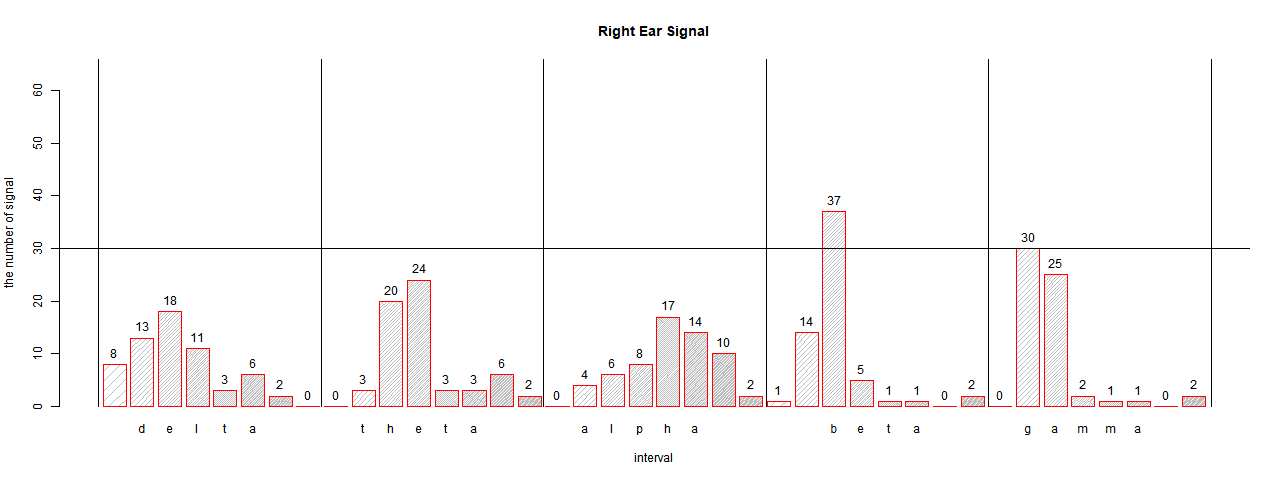 Right Ear Signal
the number of signal
60
50
40
30
20
10
0
8 13 18 11 3 6 2 0
0 3 20 24 3 3 6 2
0 4 6 8 17 14 10 2
1 14 37 5 1 1 0 2
0 30 25 2 1 1 0 2
d e l t a t h e t a a l p h a b e t a g a m m a
interval